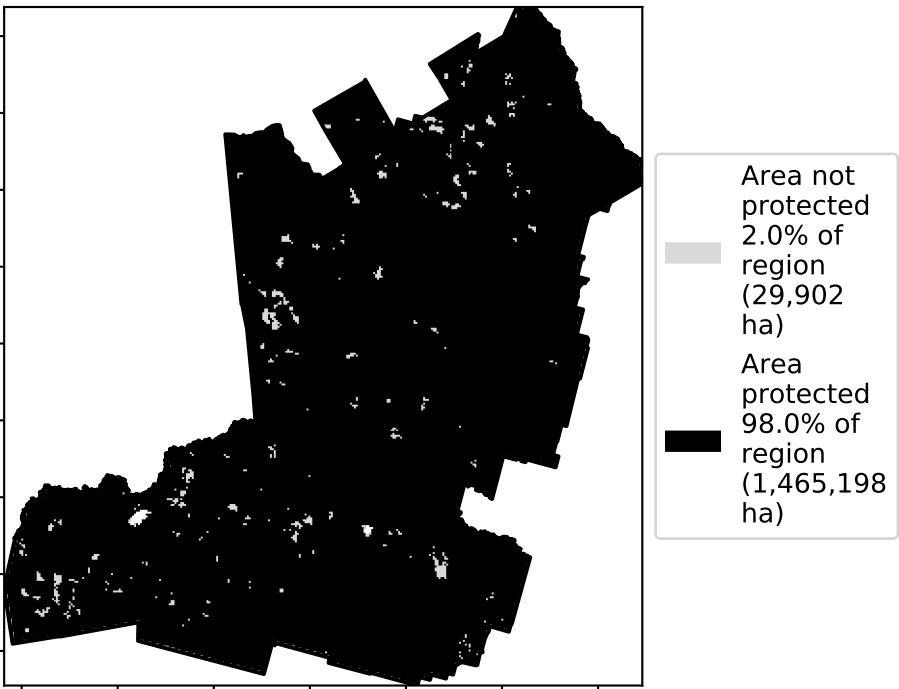 Area not
protected
2.0% of
region
(29,902
ha)
Area
protected
98.0% of
region
(1,465,198
ha)